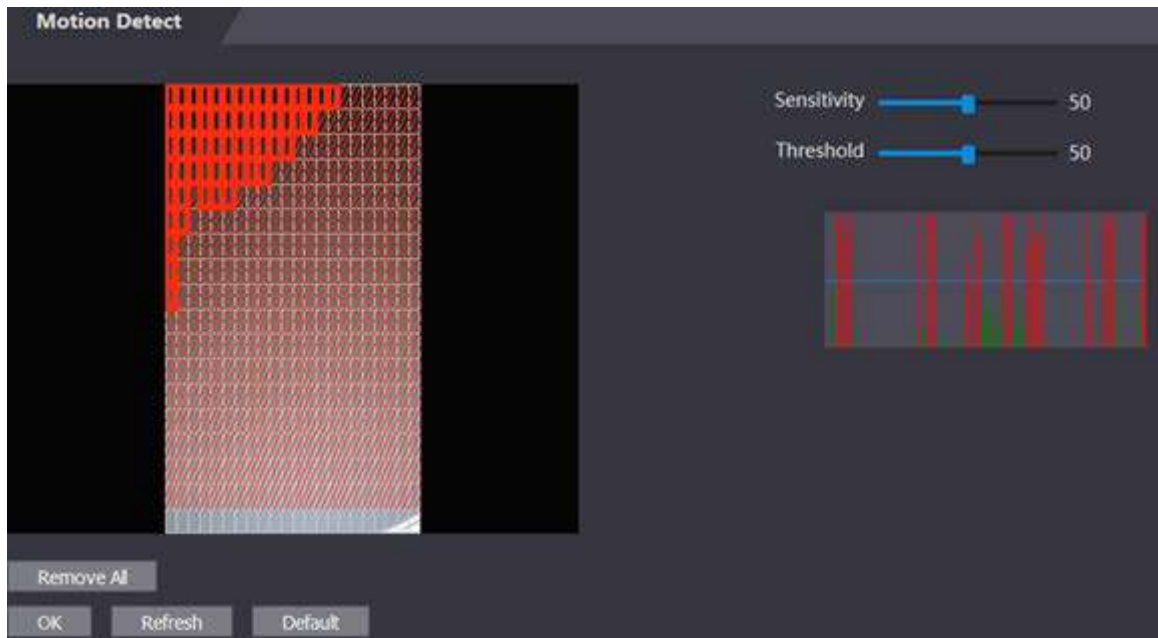 Motion Detect
Sensitivity 50
Threshold 50
Remove All
OK Refresh Default